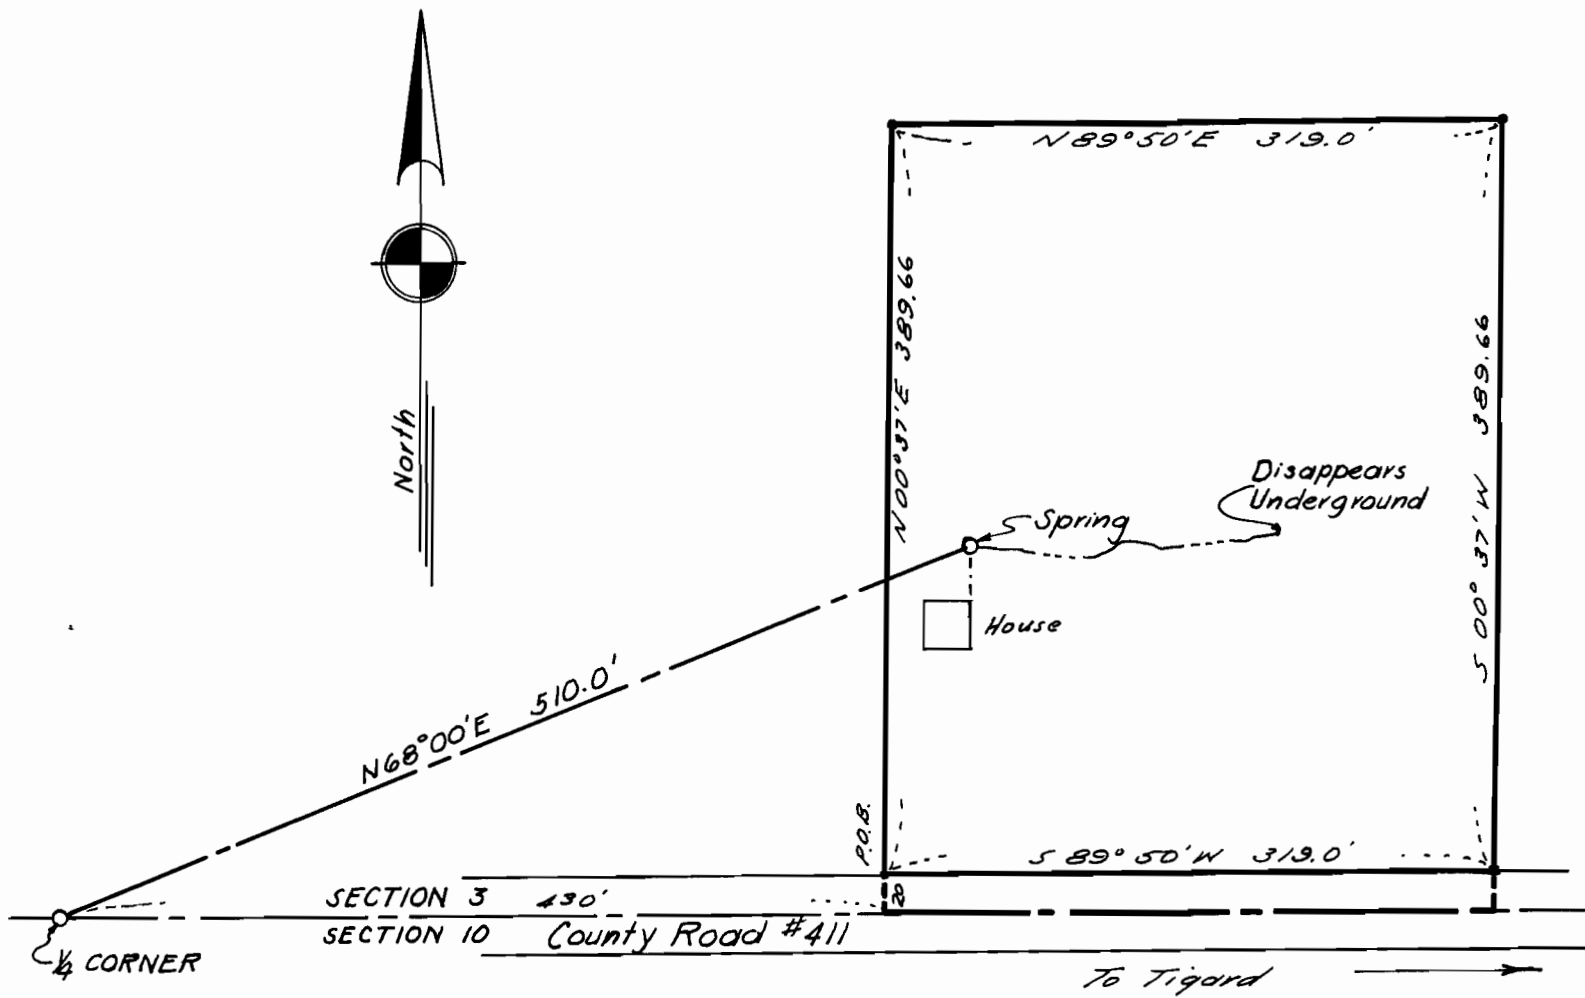 North
N 89° 50' E 319.0'
N 00° 37' E 389.66
S 00° 37' W 389.66
Disappears
Underground
Spring
House
N 68° 00' E 510.0'
P.O.B.
S 89° 50' W 319.0'
20
SECTION 3 430'
SECTION 10 County Road #411
¼ CORNER
To Tigard